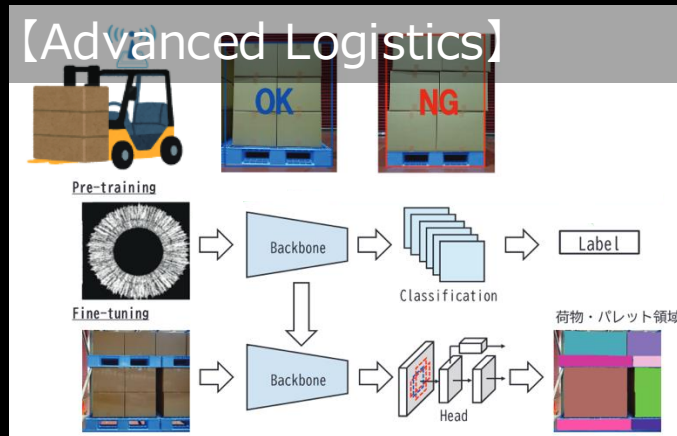 【Advanced Logistics】
OK
NG
Pre-training
Backbone
Classification
Label
Fine-tuning
荷物・パレット領域
Backbone
Head